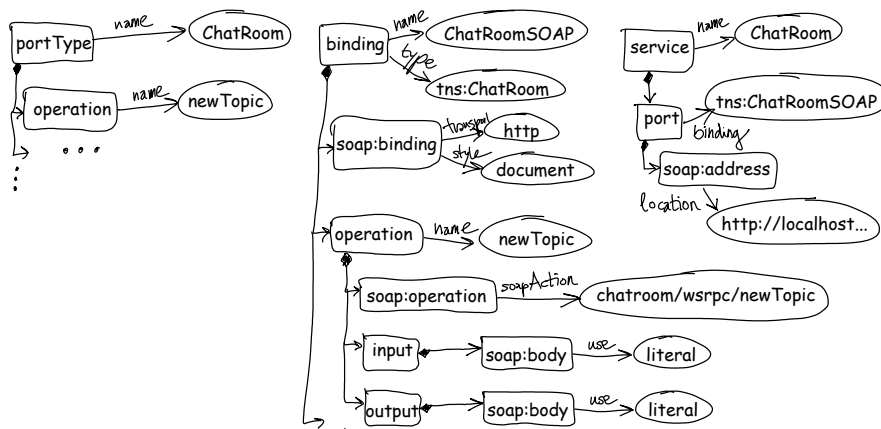 portType
name
ChatRoom
operation
name
newTopic
binding
name
ChatRoomSOAP
type
tns:ChatRoom
soap:binding
transport
http
style
document
operation
name
newTopic
soap:operation
soapAction
chatroom/wsrpc/newTopic
input
soap:body
use
literal
output
soap:body
use
literal
service
name
ChatRoom
port
binding
tns:ChatRoomSOAP
soap:address
location
http://localhost...